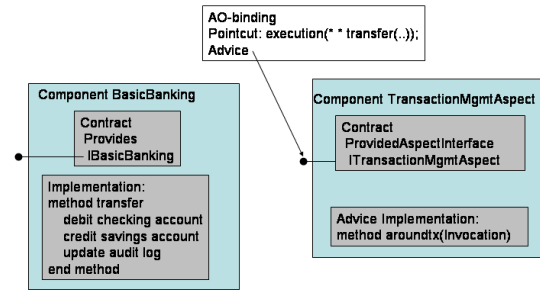 AO-binding
Pointcut: execution(* * transfer(..));
Advice
Component BasicBanking
Contract
Provides
IBasicBanking
Implementation:
method transfer
debit checking account
credit savings account
update audit log
end method
Component TransactionMgmtAspect
Contract
ProvidedAspectInterface
ITransactionMgmtAspect
Advice Implementation:
method aroundtx(Invocation)